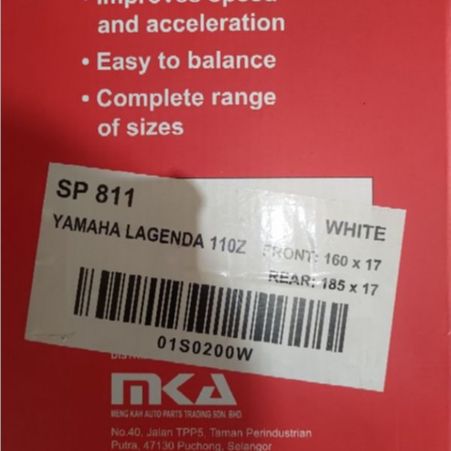 • Improves speed
and acceleration
• Easy to balance
• Complete range
of sizes
SP 811
WHITE
YAMAHA LAGENDA 110Z
FRONT: 160 x 17
REAR: 185 x 17
01S0200W
MKA
MENG KAH AUTO PARTS TRADING SDN. BHD
No.40, Jalan TPP5, Taman Perindustrian
Putra, 47130 Puchong, Selangor